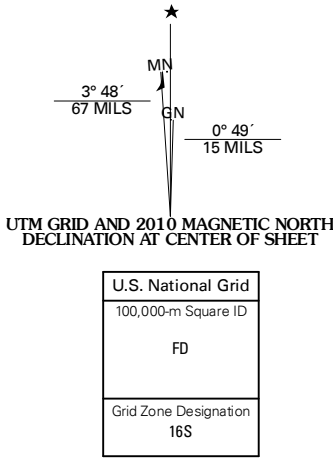 ★
MN
3° 48´
67 MILS
GN
0° 49´
15 MILS
UTM GRID AND 2010 MAGNETIC NORTH
DECLINATION AT CENTER OF SHEET
U.S. National Grid
100,000-m Square ID
FD
Grid Zone Designation
16S